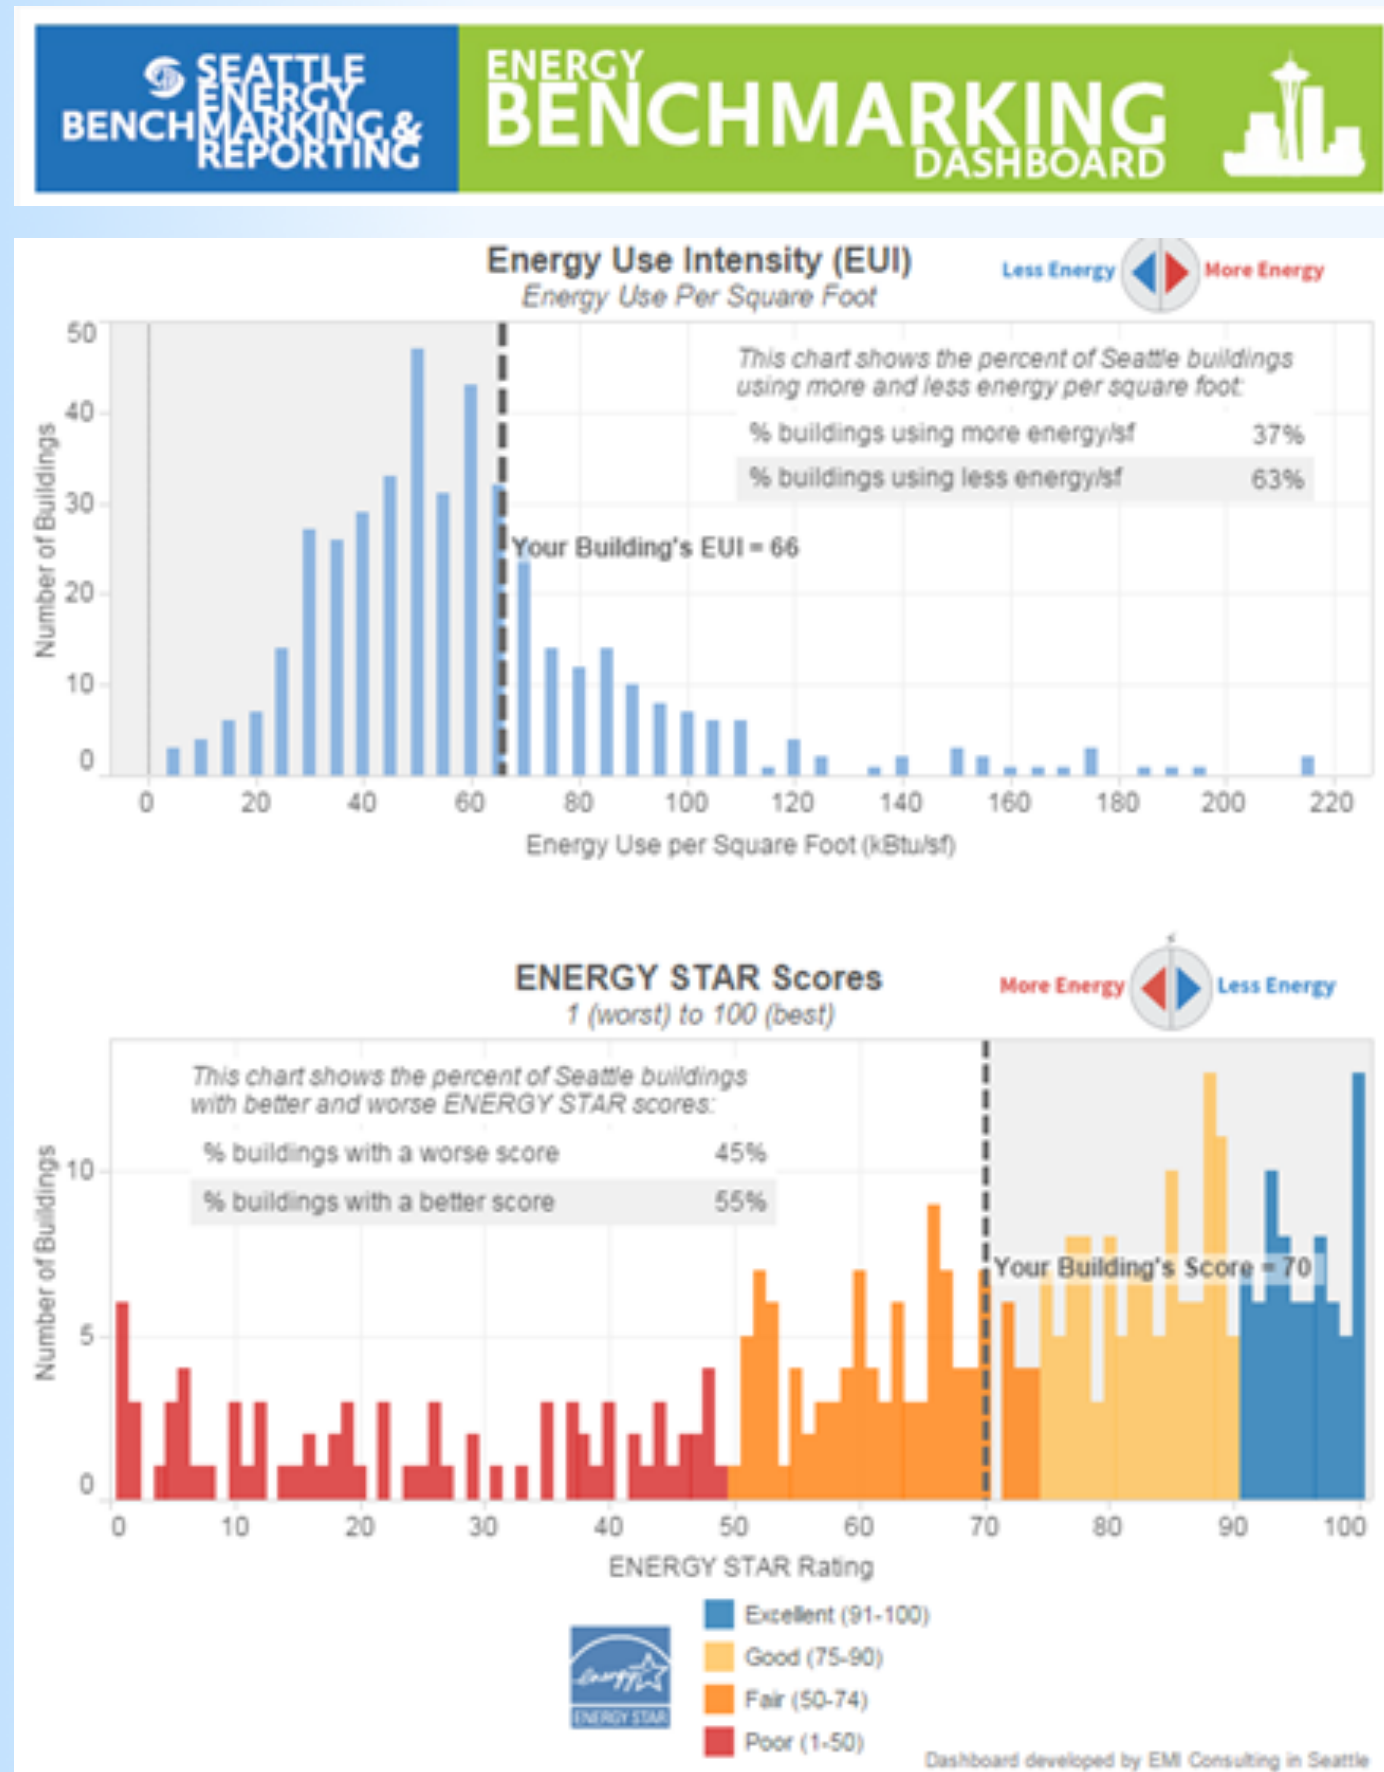 SEATTLE
ENERGY
BENCHMARKING &
REPORTING
ENERGY
BENCHMARKING
DASHBOARD
Energy Use Intensity (EUI)
Energy Use Per Square Foot
Less Energy
More Energy
This chart shows the percent of Seattle buildings
using more and less energy per square foot:
% buildings using more energy/sf 37%
% buildings using less energy/sf 63%
Your Building's EUI = 66
Number of Buildings
50
40
30
20
10
0
0 20 40 60 80 100 120 140 160 180 200 220
Energy Use per Square Foot (kBtu/sf)
ENERGY STAR Scores
1 (worst) to 100 (best)
More Energy
Less Energy
This chart shows the percent of Seattle buildings
with better and worse ENERGY STAR scores:
% buildings with a worse score 45%
% buildings with a better score 55%
Your Building's Score = 70
Number of Buildings
10
5
0
0 10 20 30 40 50 60 70 80 90 100
ENERGY STAR Rating
energy
ENERGY STAR
Excellent (91-100)
Good (75-90)
Fair (50-74)
Poor (1-50)
Dashboard developed by EMI Consulting in Seattle